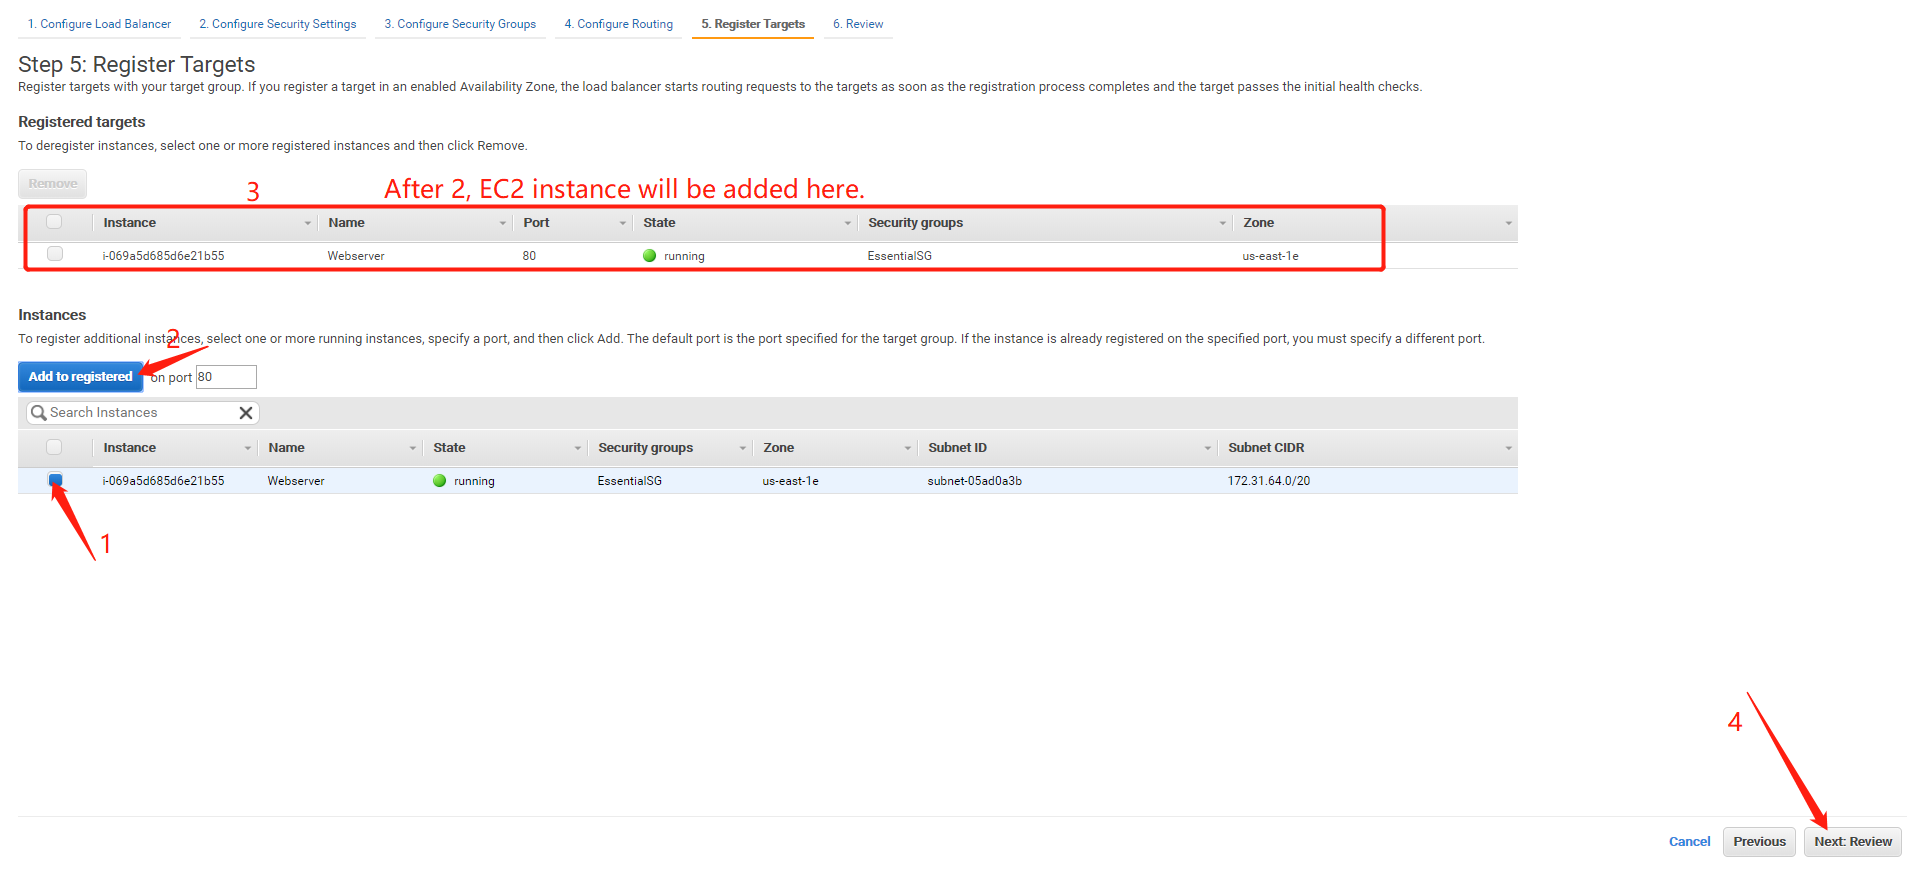 1. Configure Load Balancer 2. Configure Security Settings 3. Configure Security Groups 4. Configure Routing 5. Register Targets 6. Review
Step 5: Register Targets
Register targets with your target group. If you register a target in an enabled Availability Zone, the load balancer starts routing requests to the targets as soon as the registration process completes and the target passes the initial health checks.
Registered targets
To deregister instances, select one or more registered instances and then click Remove.
Remove
3 After 2, EC2 instance will be added here.
Instance Name Port State Security groups Zone
i-069a5d685d6e21b55 Webserver 80 running EssentialSG us-east-1e
Instances
To register additional instances, select one or more running instances, specify a port, and then click Add. The default port is the port specified for the target group. If the instance is already registered on the specified port, you must specify a different port.
2
Add to registered on port 80
Search Instances
Instance Name State Security groups Zone Subnet ID Subnet CIDR
i-069a5d685d6e21b55 Webserver running EssentialSG us-east-1e subnet-05ad0a3b 172.31.64.0/20
1
4
Cancel Previous Next: Review